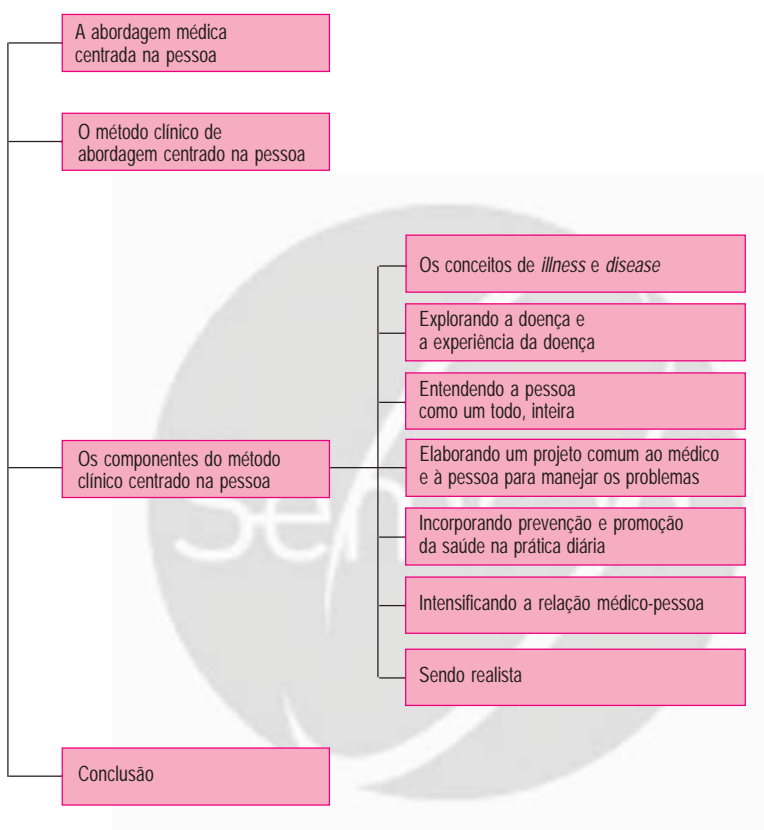 A abordagem médica
centrada na pessoa
O método clínico de
abordagem centrado na pessoa
Os componentes do método
clínico centrado na pessoa
Os conceitos de illness e disease
Explorando a doença e
a experiência da doença
Entendendo a pessoa
como um todo, inteira
Elaborando um projeto comum ao médico
e à pessoa para manejar os problemas
Incorporando prevenção e promoção
da saúde na prática diária
Intensificando a relação médico-pessoa
Sendo realista
Conclusão